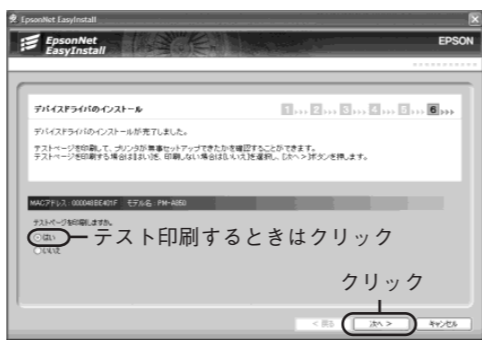 EpsonNet EasyInstall
EpsonNet
EasyInstall
EPSON
デバイスドライバのインストール
1 2 3 4 5 6
デバイスドライバのインストールが完了しました。
テストページを印刷して、プリンタが無事セットアップできたかを確認することができます。
テストページを印刷する場合は[はい]を、印刷しない場合は[いいえ]を選択し、[次へ >]ボタンを押します。
MACアドレス : 000048BE401F モデル名 : PM-A850
テストページを印刷しますか。
はい
テスト印刷するときはクリック
いいえ
クリック
< 戻る 次へ > キャンセル